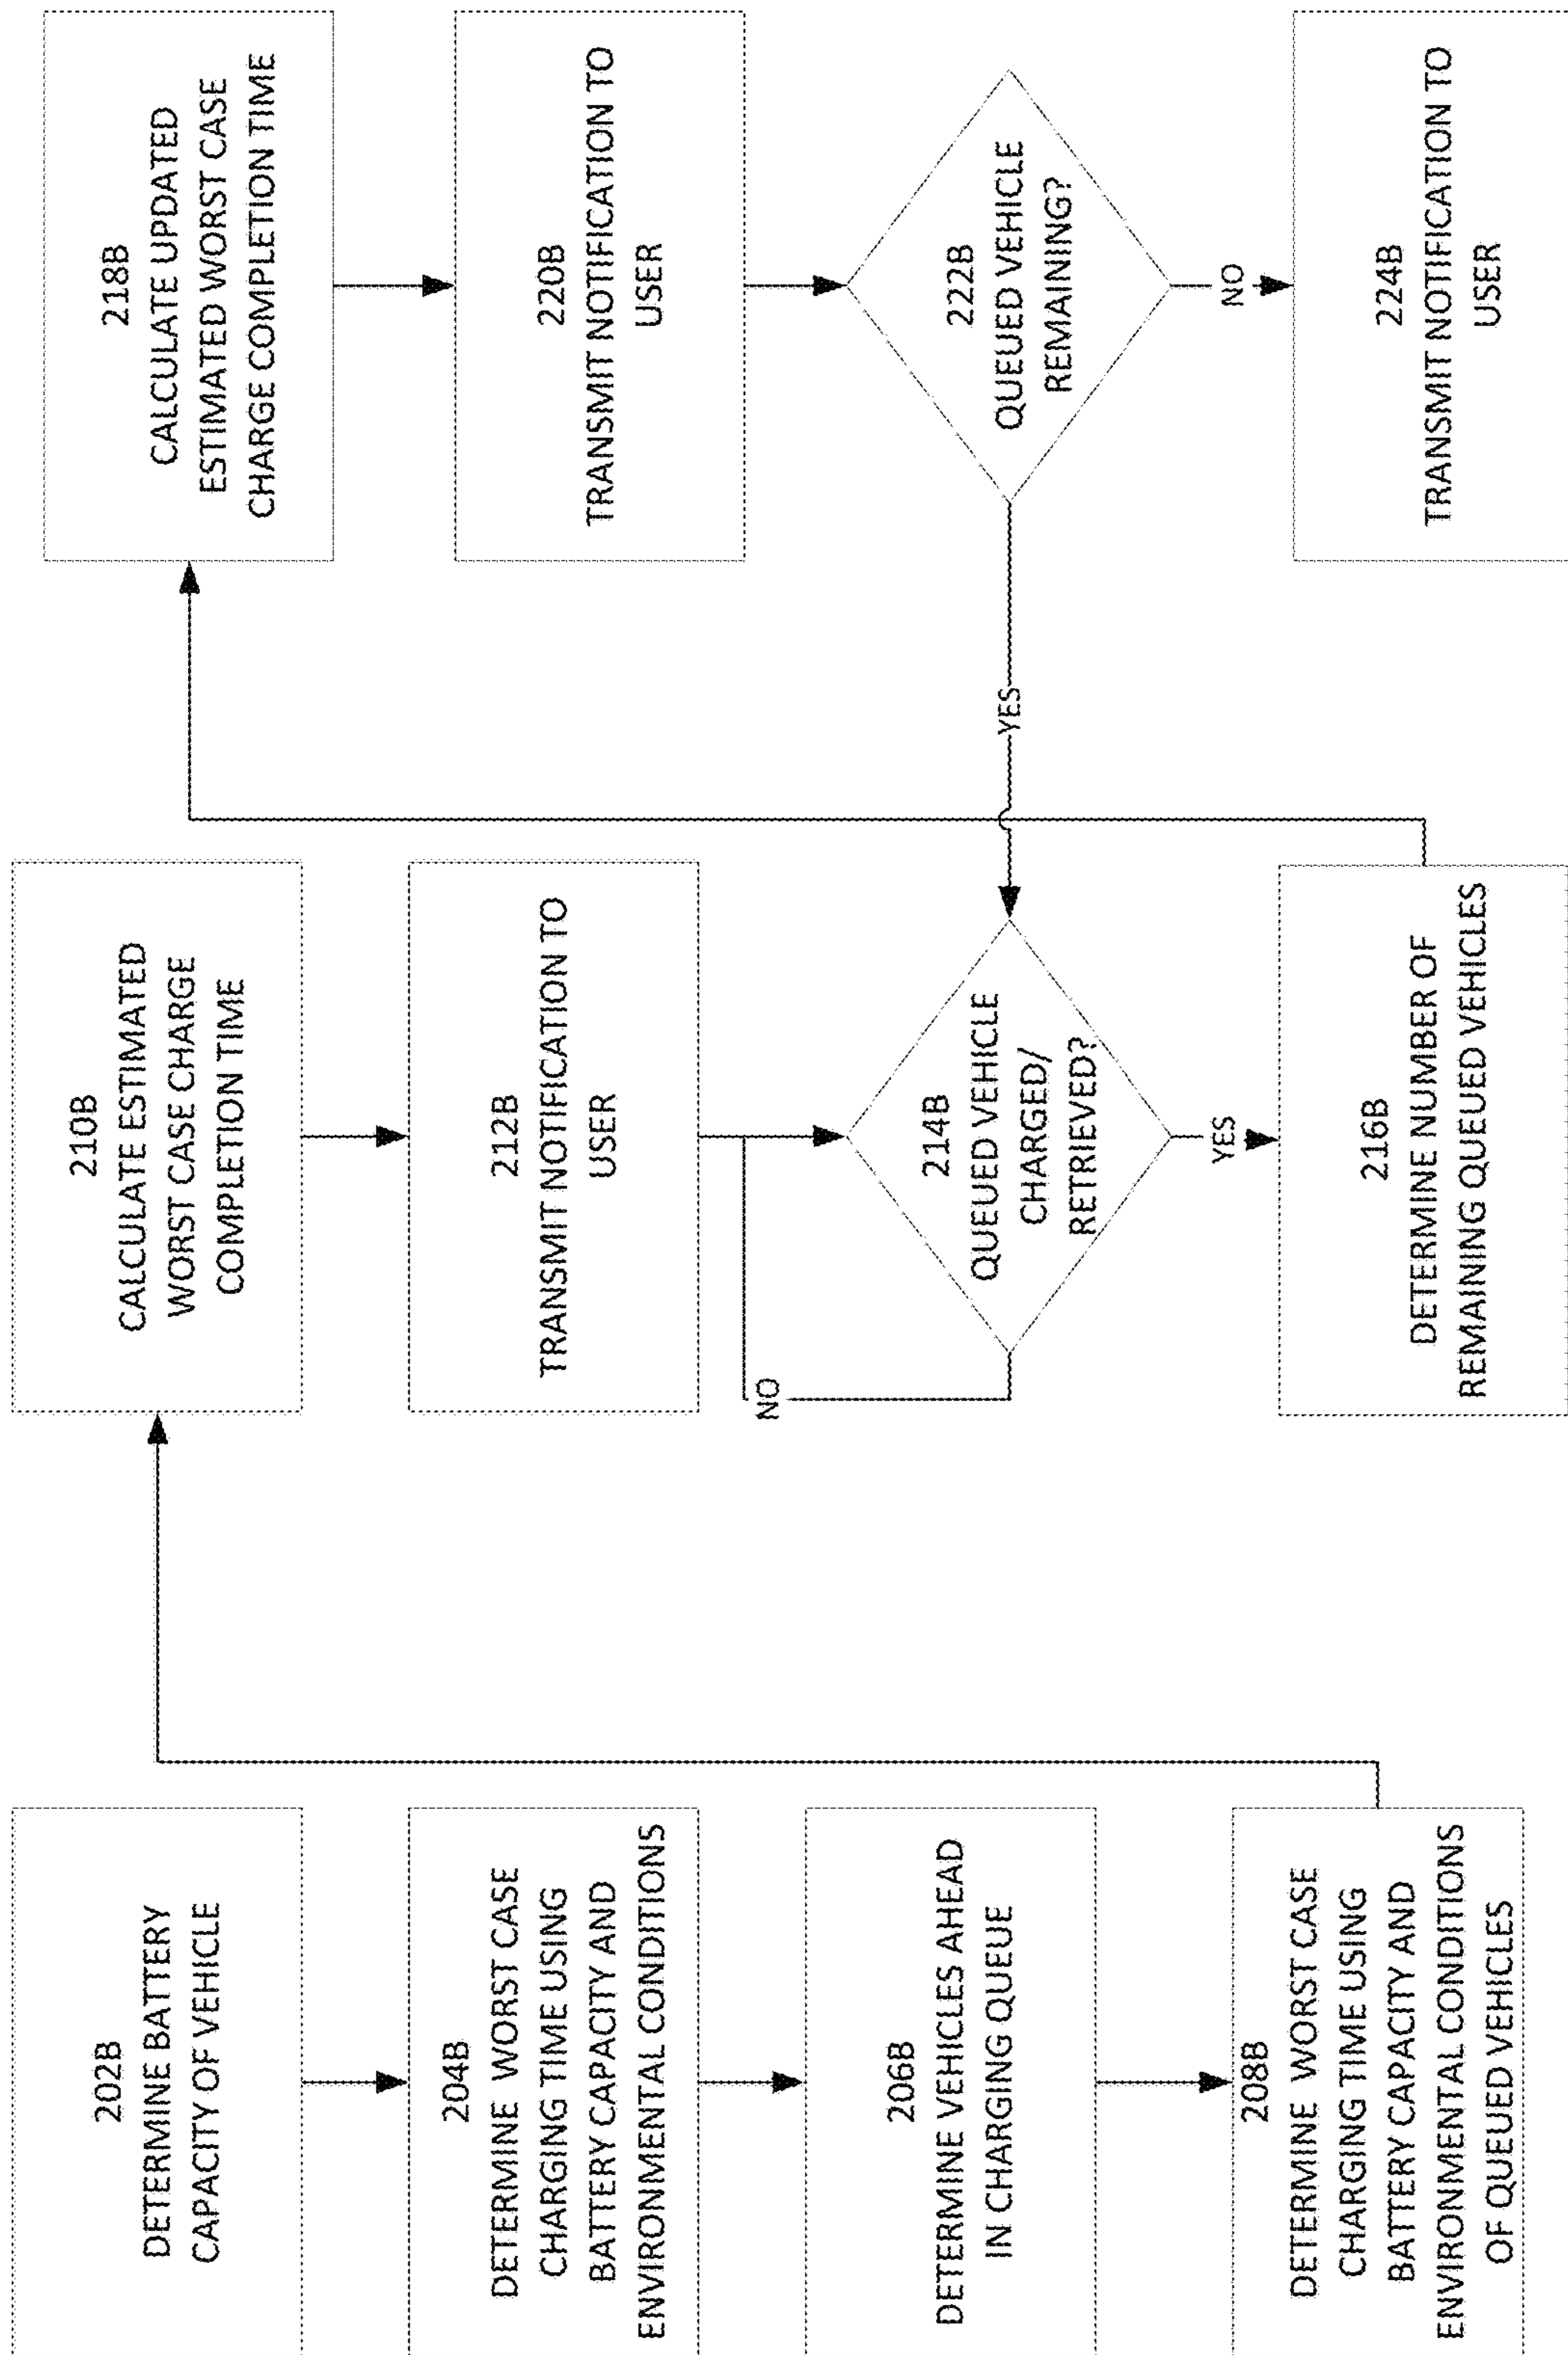 202B
DETERMINE BATTERY
CAPACITY OF VEHICLE
204B
DETERMINE WORST CASE
CHARGING TIME USING
BATTERY CAPACITY AND
ENVIRONMENTAL CONDITIONS
206B
DETERMINE VEHICLES AHEAD
IN CHARGING QUEUE
208B
DETERMINE WORST CASE
CHARGING TIME USING
BATTERY CAPACITY AND
ENVIRONMENTAL CONDITIONS
OF QUEUED VEHICLES
210B
CALCULATE ESTIMATED
WORST CASE CHARGE
COMPLETION TIME
212B
TRANSMIT NOTIFICATION TO
USER
NO
214B
QUEUED VEHICLE
CHARGED/
RETRIEVED?
YES
216B
DETERMINE NUMBER OF
REMAINING QUEUED VEHICLES
218B
CALCULATE UPDATED
ESTIMATED WORST CASE
CHARGE COMPLETION TIME
220B
TRANSMIT NOTIFICATION TO
USER
YES
222B
QUEUED VEHICLE
REMAINING?
NO
224B
TRANSMIT NOTIFICATION TO
USER